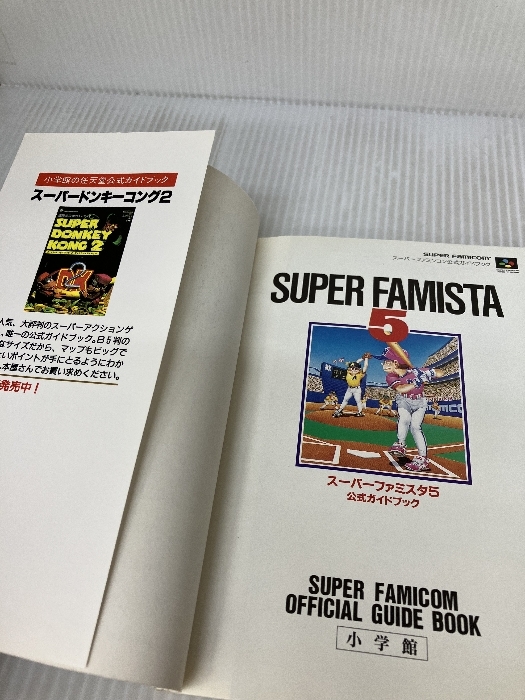 小学館の任天堂公式ガイドブック
スーパードンキーコング2
SUPER
DONKEY
KONG 2
人気、大評判のスーパーアクションゲ
、唯一の公式ガイドブック。B5判の
なサイズだから、マップもビッグで
いポイントが手にとるようにわか
本屋さんでお買い求めください。
発売中!
SUPER FAMICOM
スーパーファミコン公式ガイドブック
SUPER FAMISTA
5
スーパーファミスタ5
公式ガイドブック
SUPER FAMICOM
OFFICIAL GUIDE BOOK
小学館